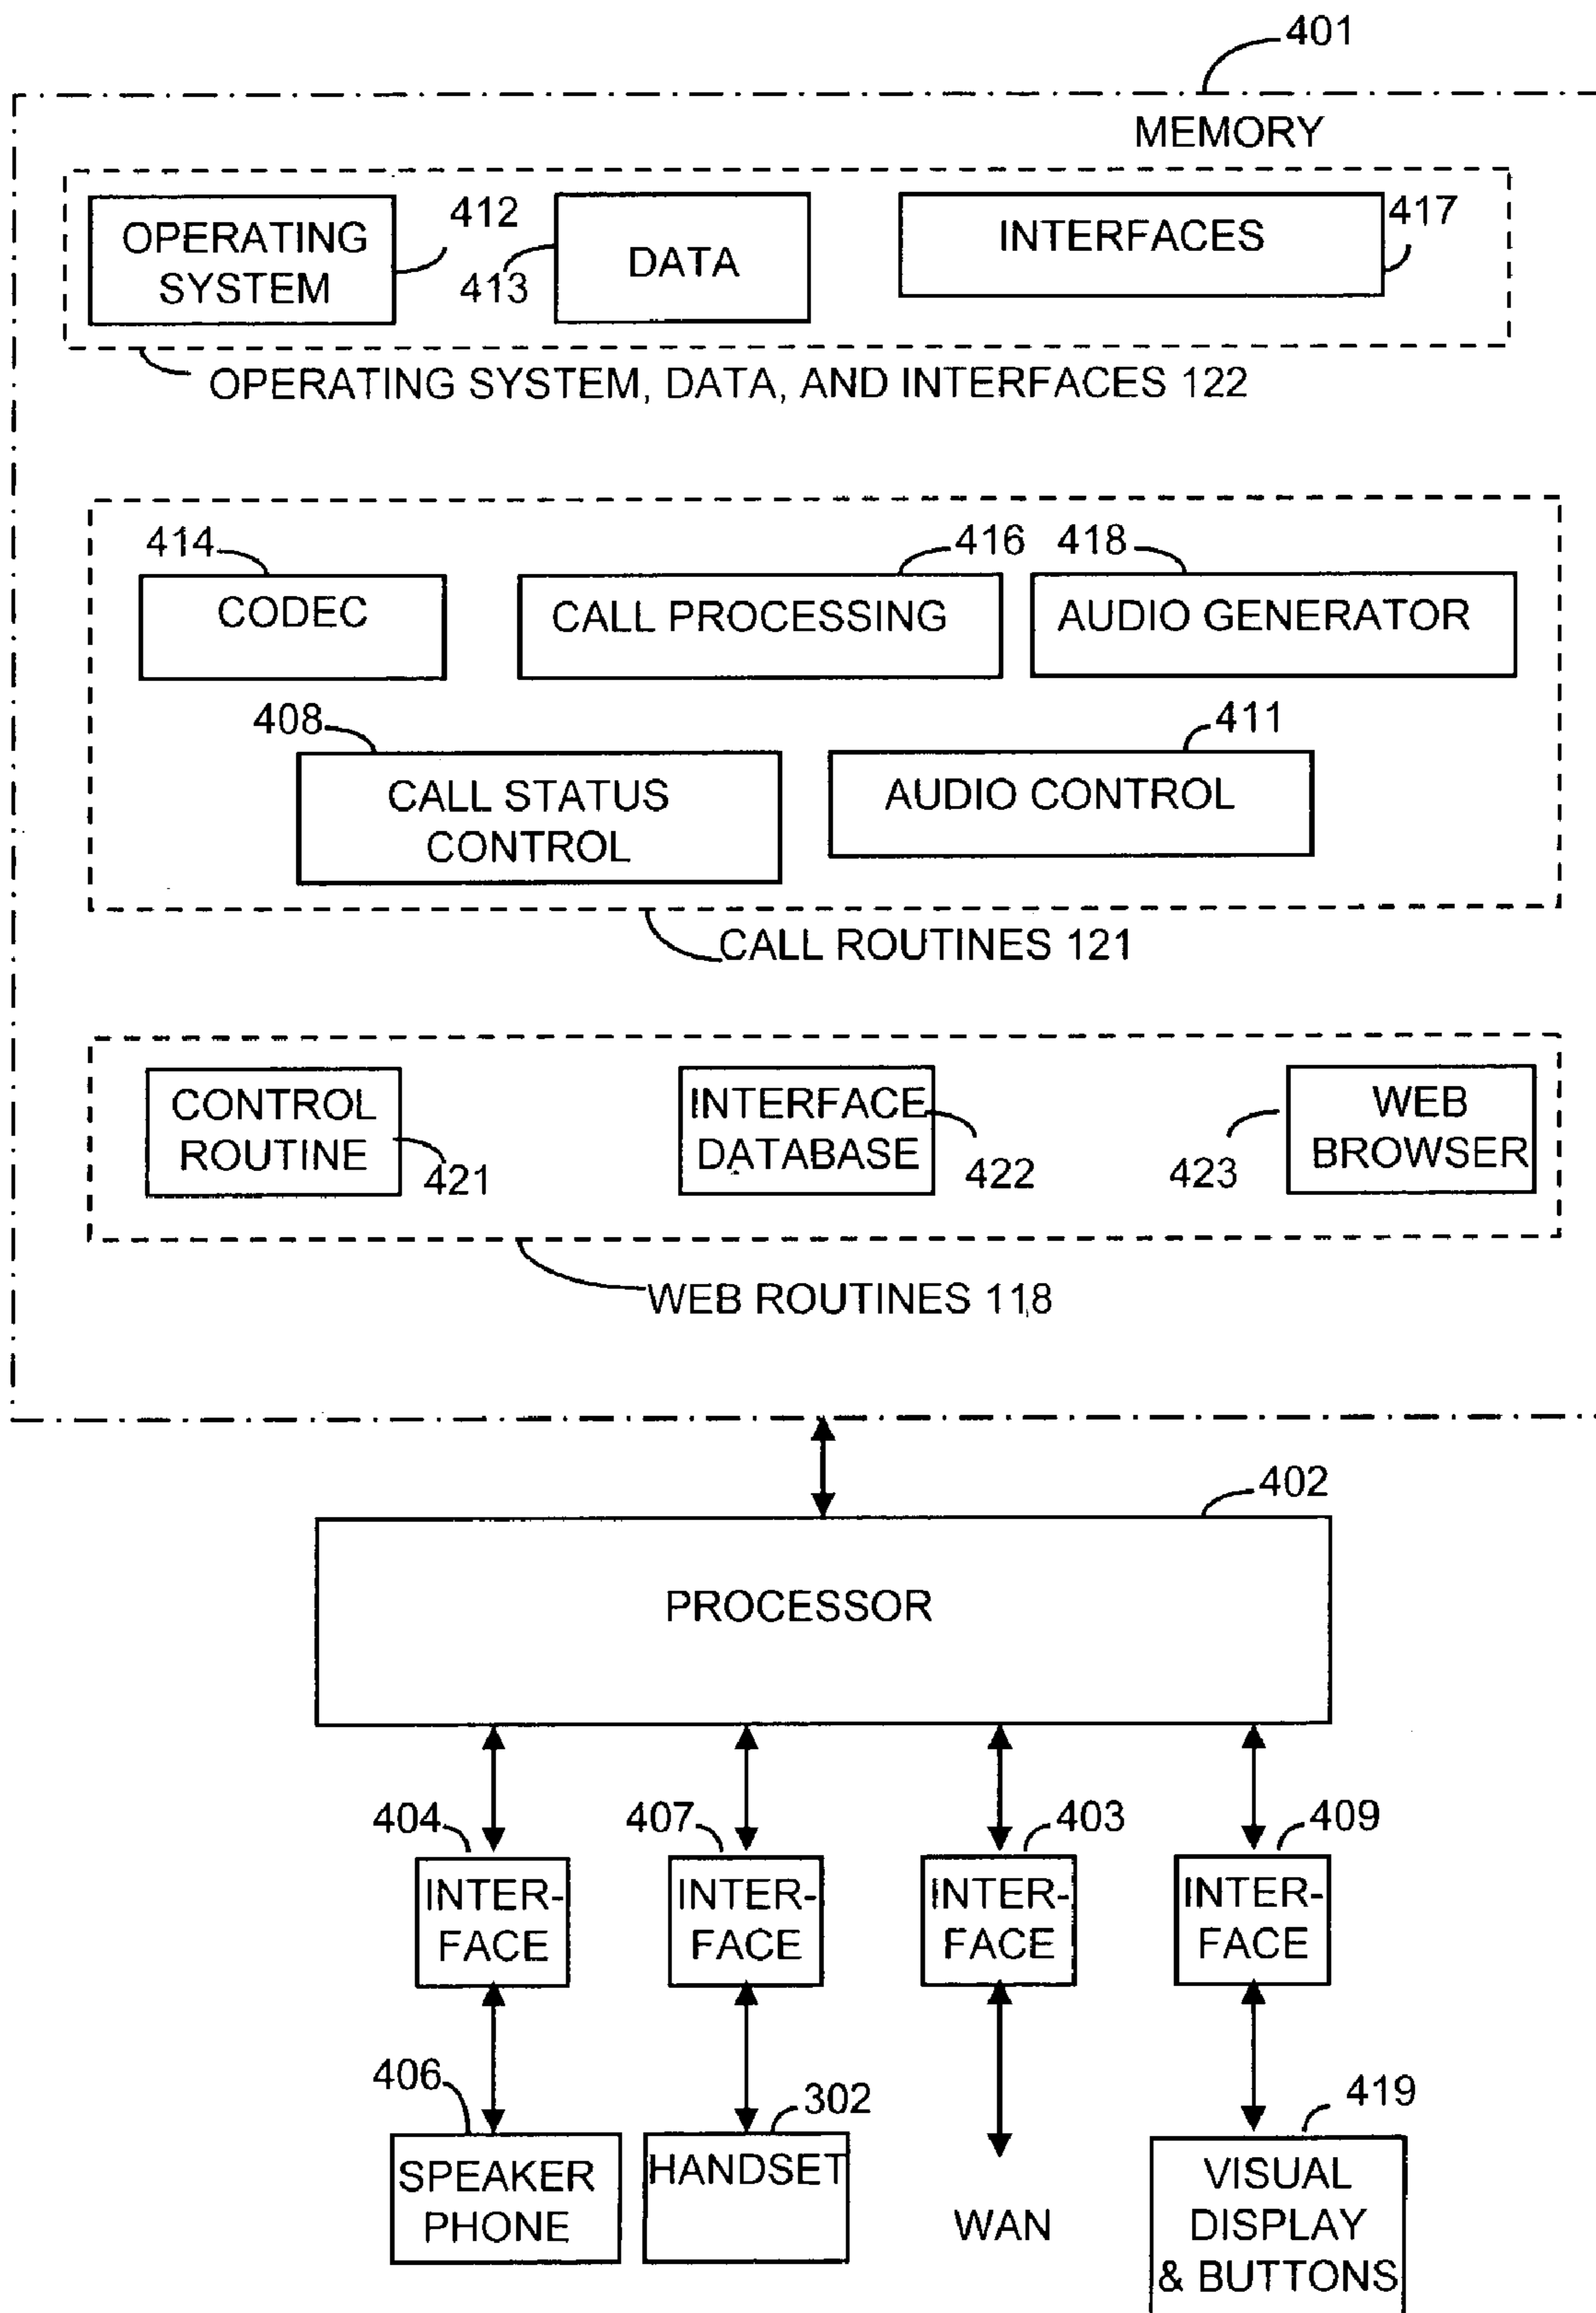 401
MEMORY
OPERATING
SYSTEM
412
413
DATA
INTERFACES
417
OPERATING SYSTEM, DATA, AND INTERFACES 122
414
416
418
CODEC
CALL PROCESSING
AUDIO GENERATOR
408
411
CALL STATUS
CONTROL
AUDIO CONTROL
CALL ROUTINES 121
CONTROL
ROUTINE
421
INTERFACE
DATABASE
422
423
WEB
BROWSER
WEB ROUTINES 118
402
PROCESSOR
404
407
403
409
INTER-
FACE
INTER-
FACE
INTER-
FACE
INTER-
FACE
406
302
419
SPEAKER
PHONE
HANDSET
WAN
VISUAL
DISPLAY
& BUTTONS